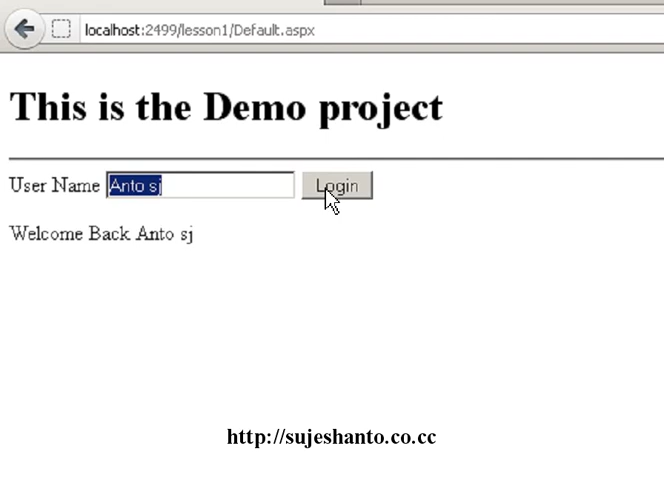 localhost:2499/lesson1/Default.aspx
This is the Demo project
User Name Anto sj Login
Welcome Back Anto sj
http://sujeshanto.co.cc